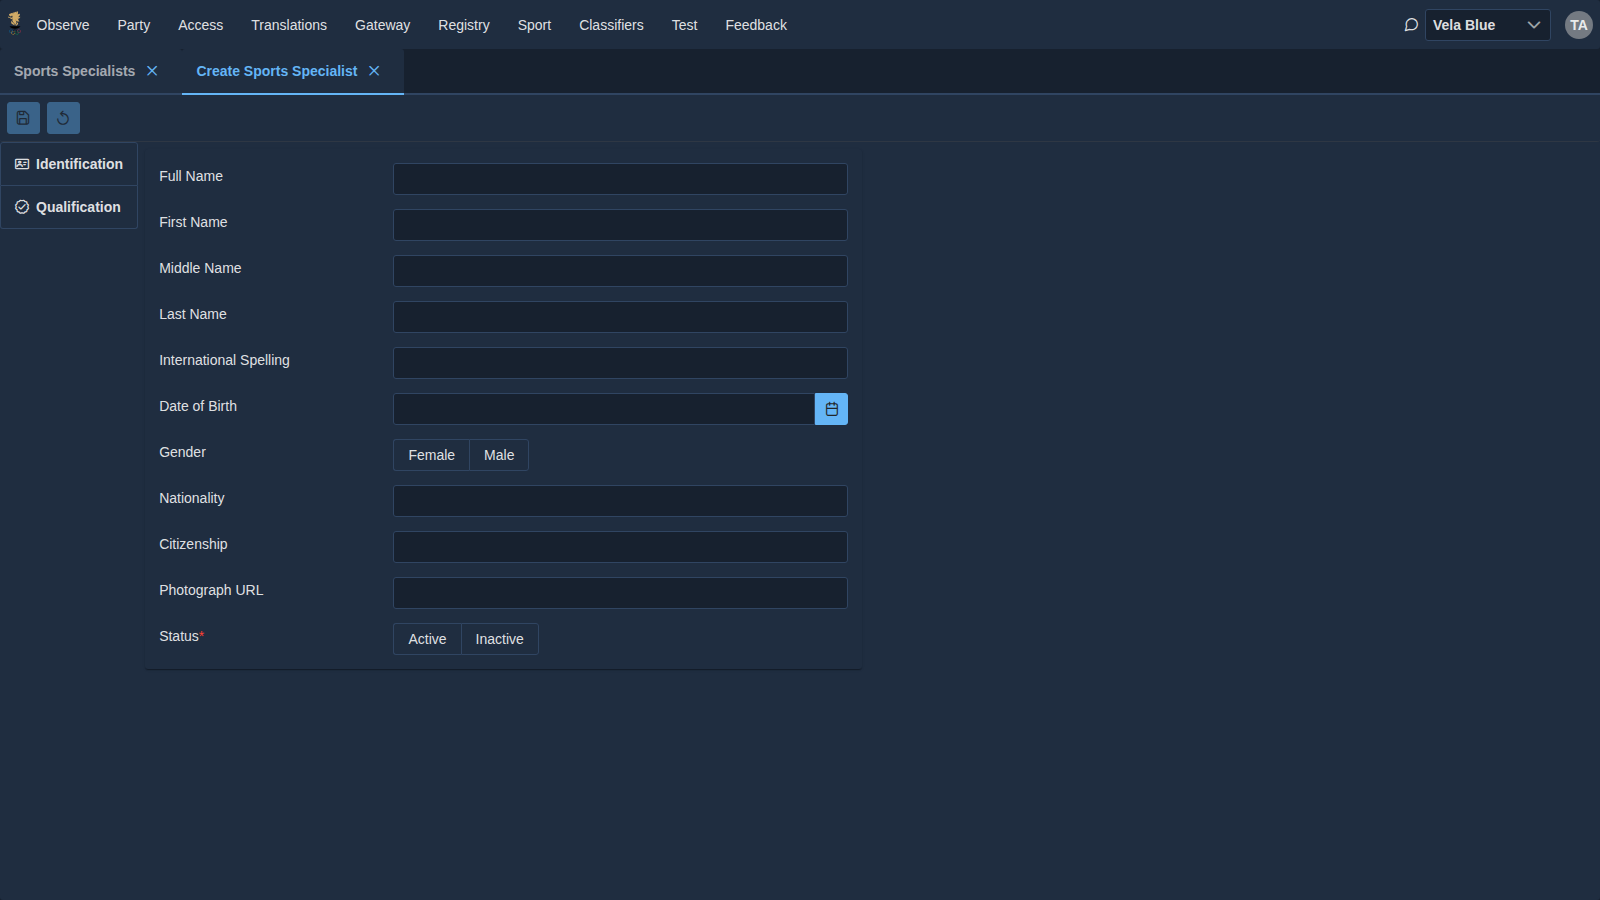 Observe Party Access Translations Gateway Registry Sport Classifiers Test Feedback Vela Blue TA
Sports Specialists Create Sports Specialist
Identification
Qualification
Full Name
First Name
Middle Name
Last Name
International Spelling
Date of Birth
Gender Female Male
Nationality
Citizenship
Photograph URL
Status* Active Inactive